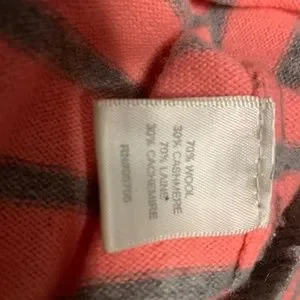 70% WOOL
30% CASHMERE
70% LAINE
30% CACHEMIRE